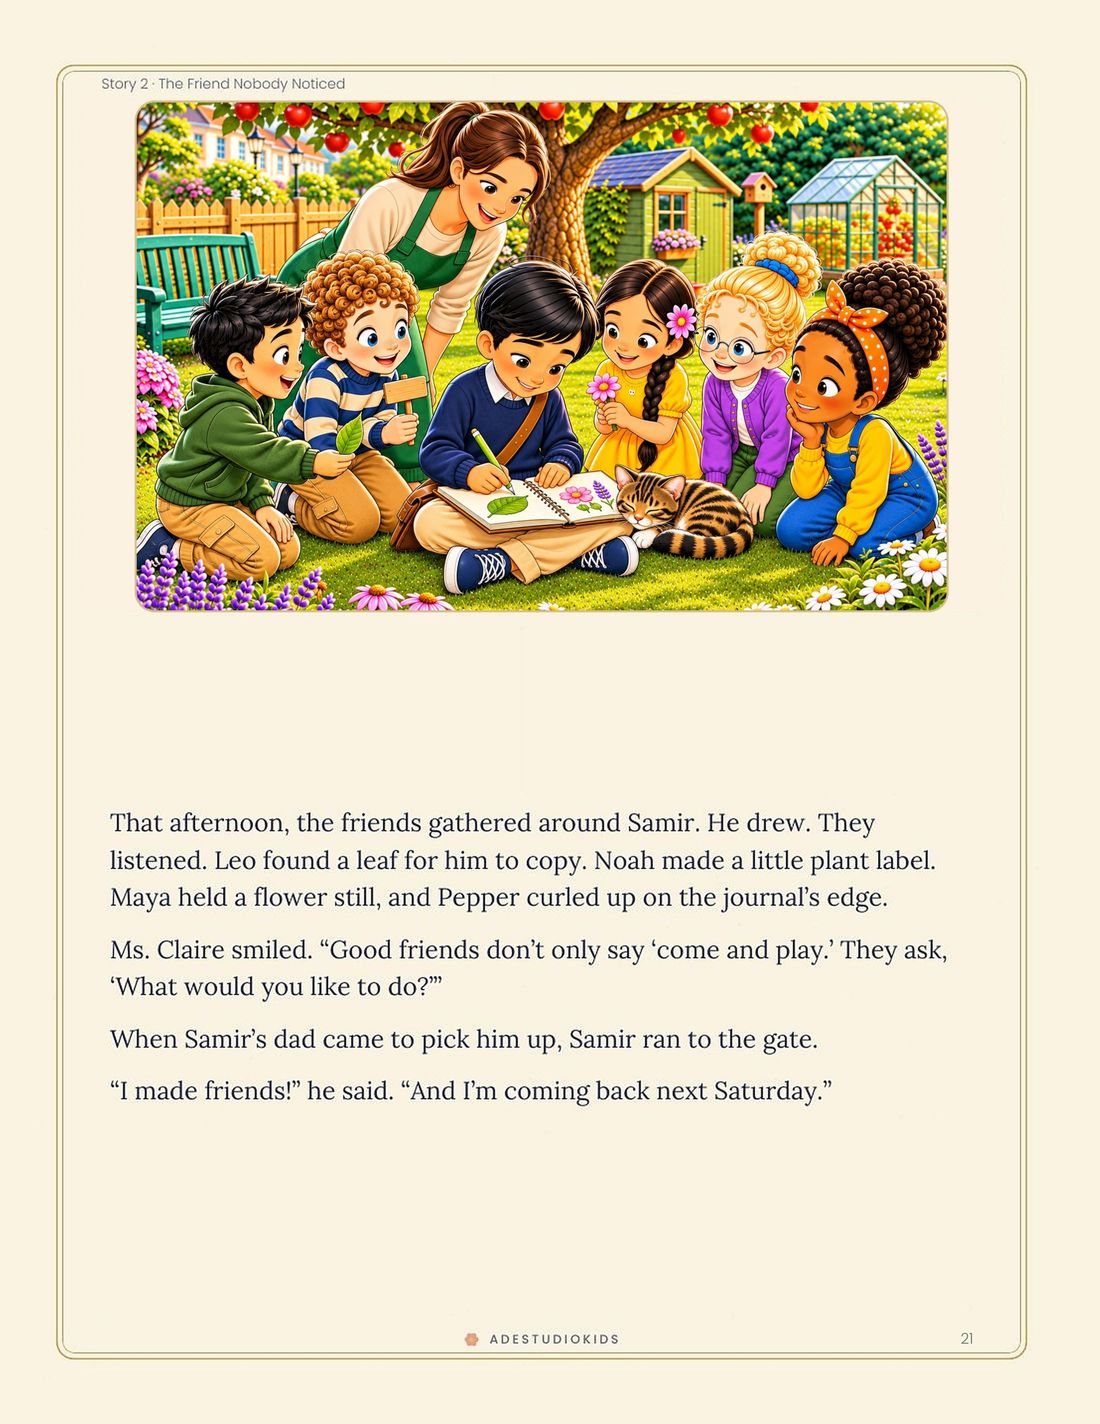 Story 2 · The Friend Nobody Noticed
That afternoon, the friends gathered around Samir. He drew. They
listened. Leo found a leaf for him to copy. Noah made a little plant label.
Maya held a flower still, and Pepper curled up on the journal’s edge.
Ms. Claire smiled. “Good friends don’t only say ‘come and play.’ They ask,
‘What would you like to do?’”
When Samir’s dad came to pick him up, Samir ran to the gate.
“I made friends!” he said. “And I’m coming back next Saturday.”
ADESTUDIOKIDS
21